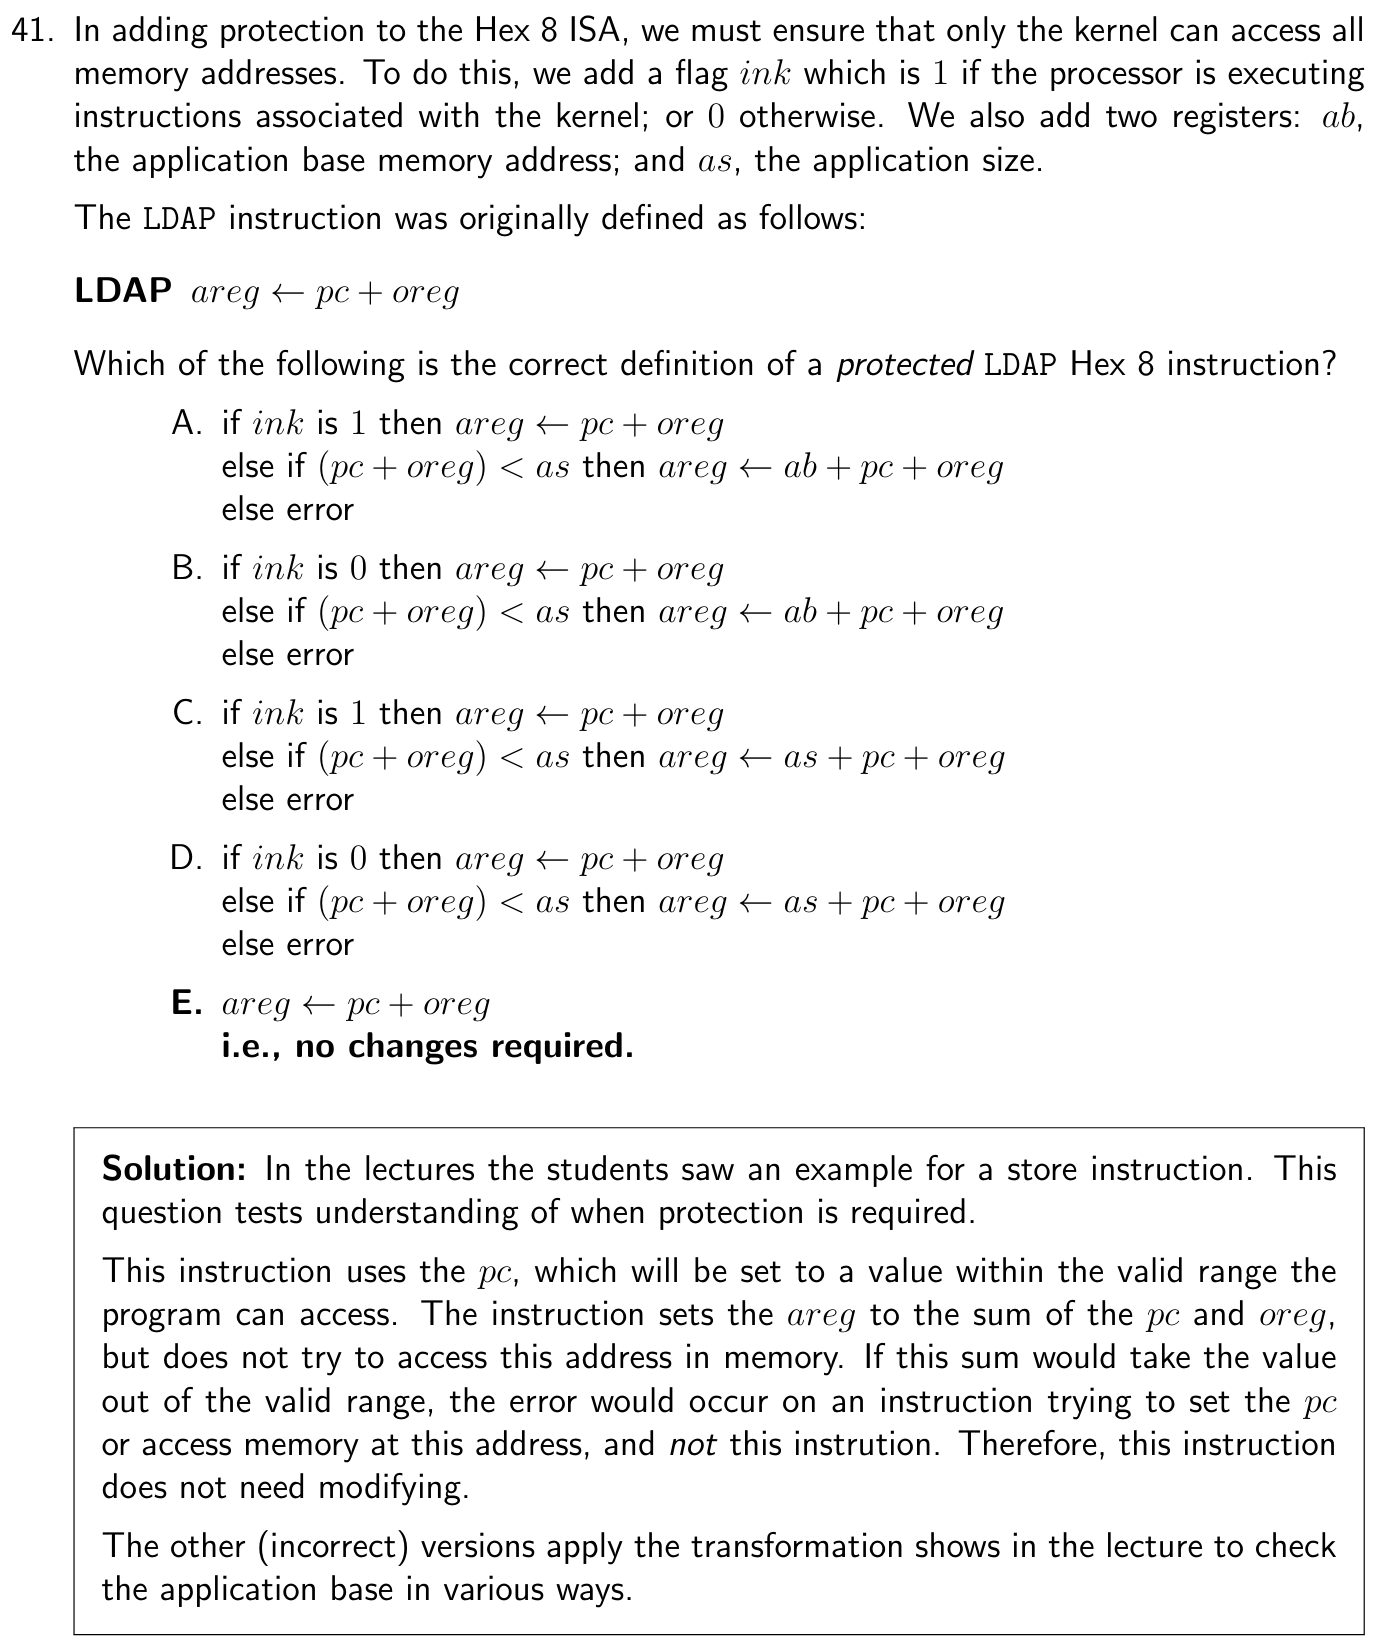 41. In adding protection to the Hex 8 ISA, we must ensure that only the kernel can access all
memory addresses. To do this, we add a flag ink which is 1 if the processor is executing
instructions associated with the kernel; or 0 otherwise. We also add two registers: ab,
the application base memory address; and as, the application size.
The LDAP instruction was originally defined as follows:
LDAP areg ← pc + oreg
Which of the following is the correct definition of a protected LDAP Hex 8 instruction?
A. if ink is 1 then areg ← pc + oreg
else if (pc + oreg) < as then areg ← ab + pc + oreg
else error
B. if ink is 0 then areg ← pc + oreg
else if (pc + oreg) < as then areg ← ab + pc + oreg
else error
C. if ink is 1 then areg ← pc + oreg
else if (pc + oreg) < as then areg ← as + pc + oreg
else error
D. if ink is 0 then areg ← pc + oreg
else if (pc + oreg) < as then areg ← as + pc + oreg
else error
E. areg ← pc + oreg
i.e., no changes required.
Solution: In the lectures the students saw an example for a store instruction. This
question tests understanding of when protection is required.
This instruction uses the pc, which will be set to a value within the valid range the
program can access. The instruction sets the areg to the sum of the pc and oreg,
but does not try to access this address in memory. If this sum would take the value
out of the valid range, the error would occur on an instruction trying to set the pc
or access memory at this address, and not this instrution. Therefore, this instruction
does not need modifying.
The other (incorrect) versions apply the transformation shows in the lecture to check
the application base in various ways.